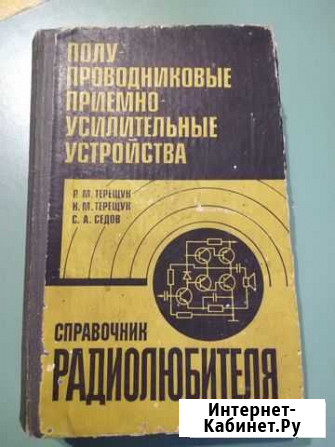 ПОЛУ-
ПРОВОДНИКОВЫЕ
ПРИЕМНО-
УСИЛИТЕЛЬНЫЕ
УСТРОЙСТВА
Р. М. ТЕРЕЩУК
К. М. ТЕРЕЩУК
С. А. СЕДОВ
СПРАВОЧНИК
РАДИОЛЮБИТЕЛЯ
Интернет-
Кабинет.Ру